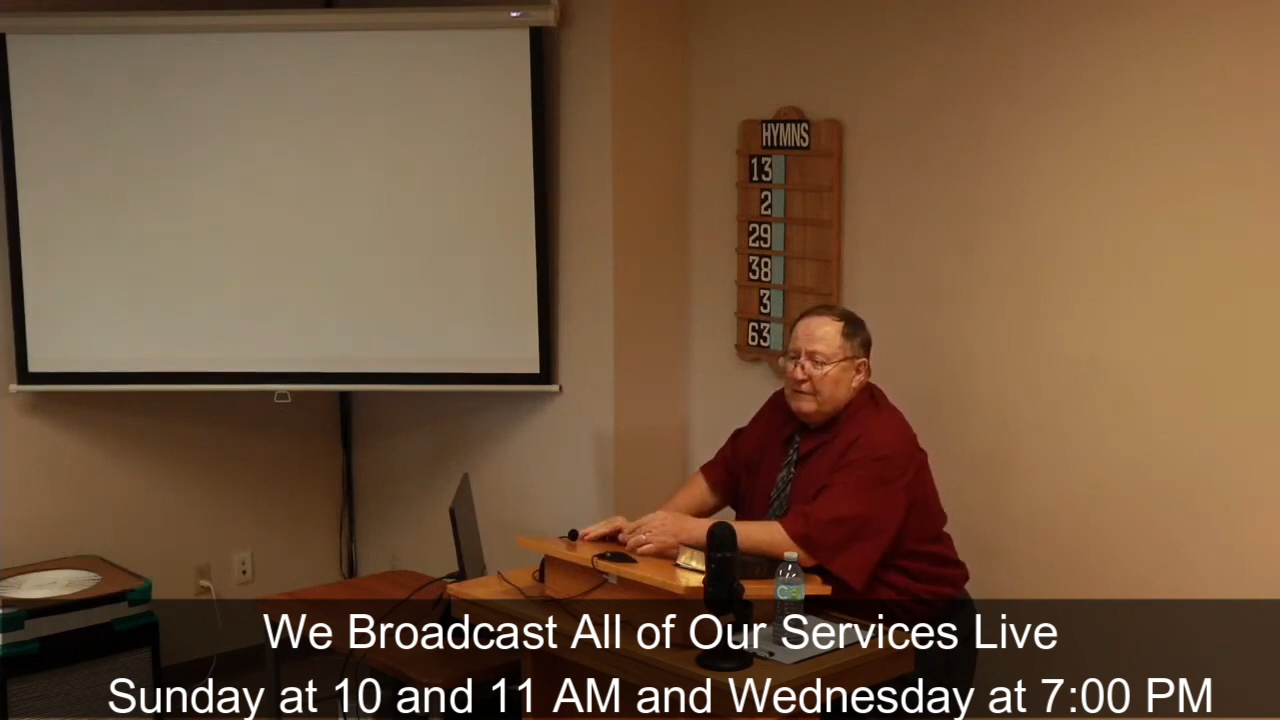 HYMNS
13
2
29
38
3
63
We Broadcast All of Our Services Live
Sunday at 10 and 11 AM and Wednesday at 7:00 PM